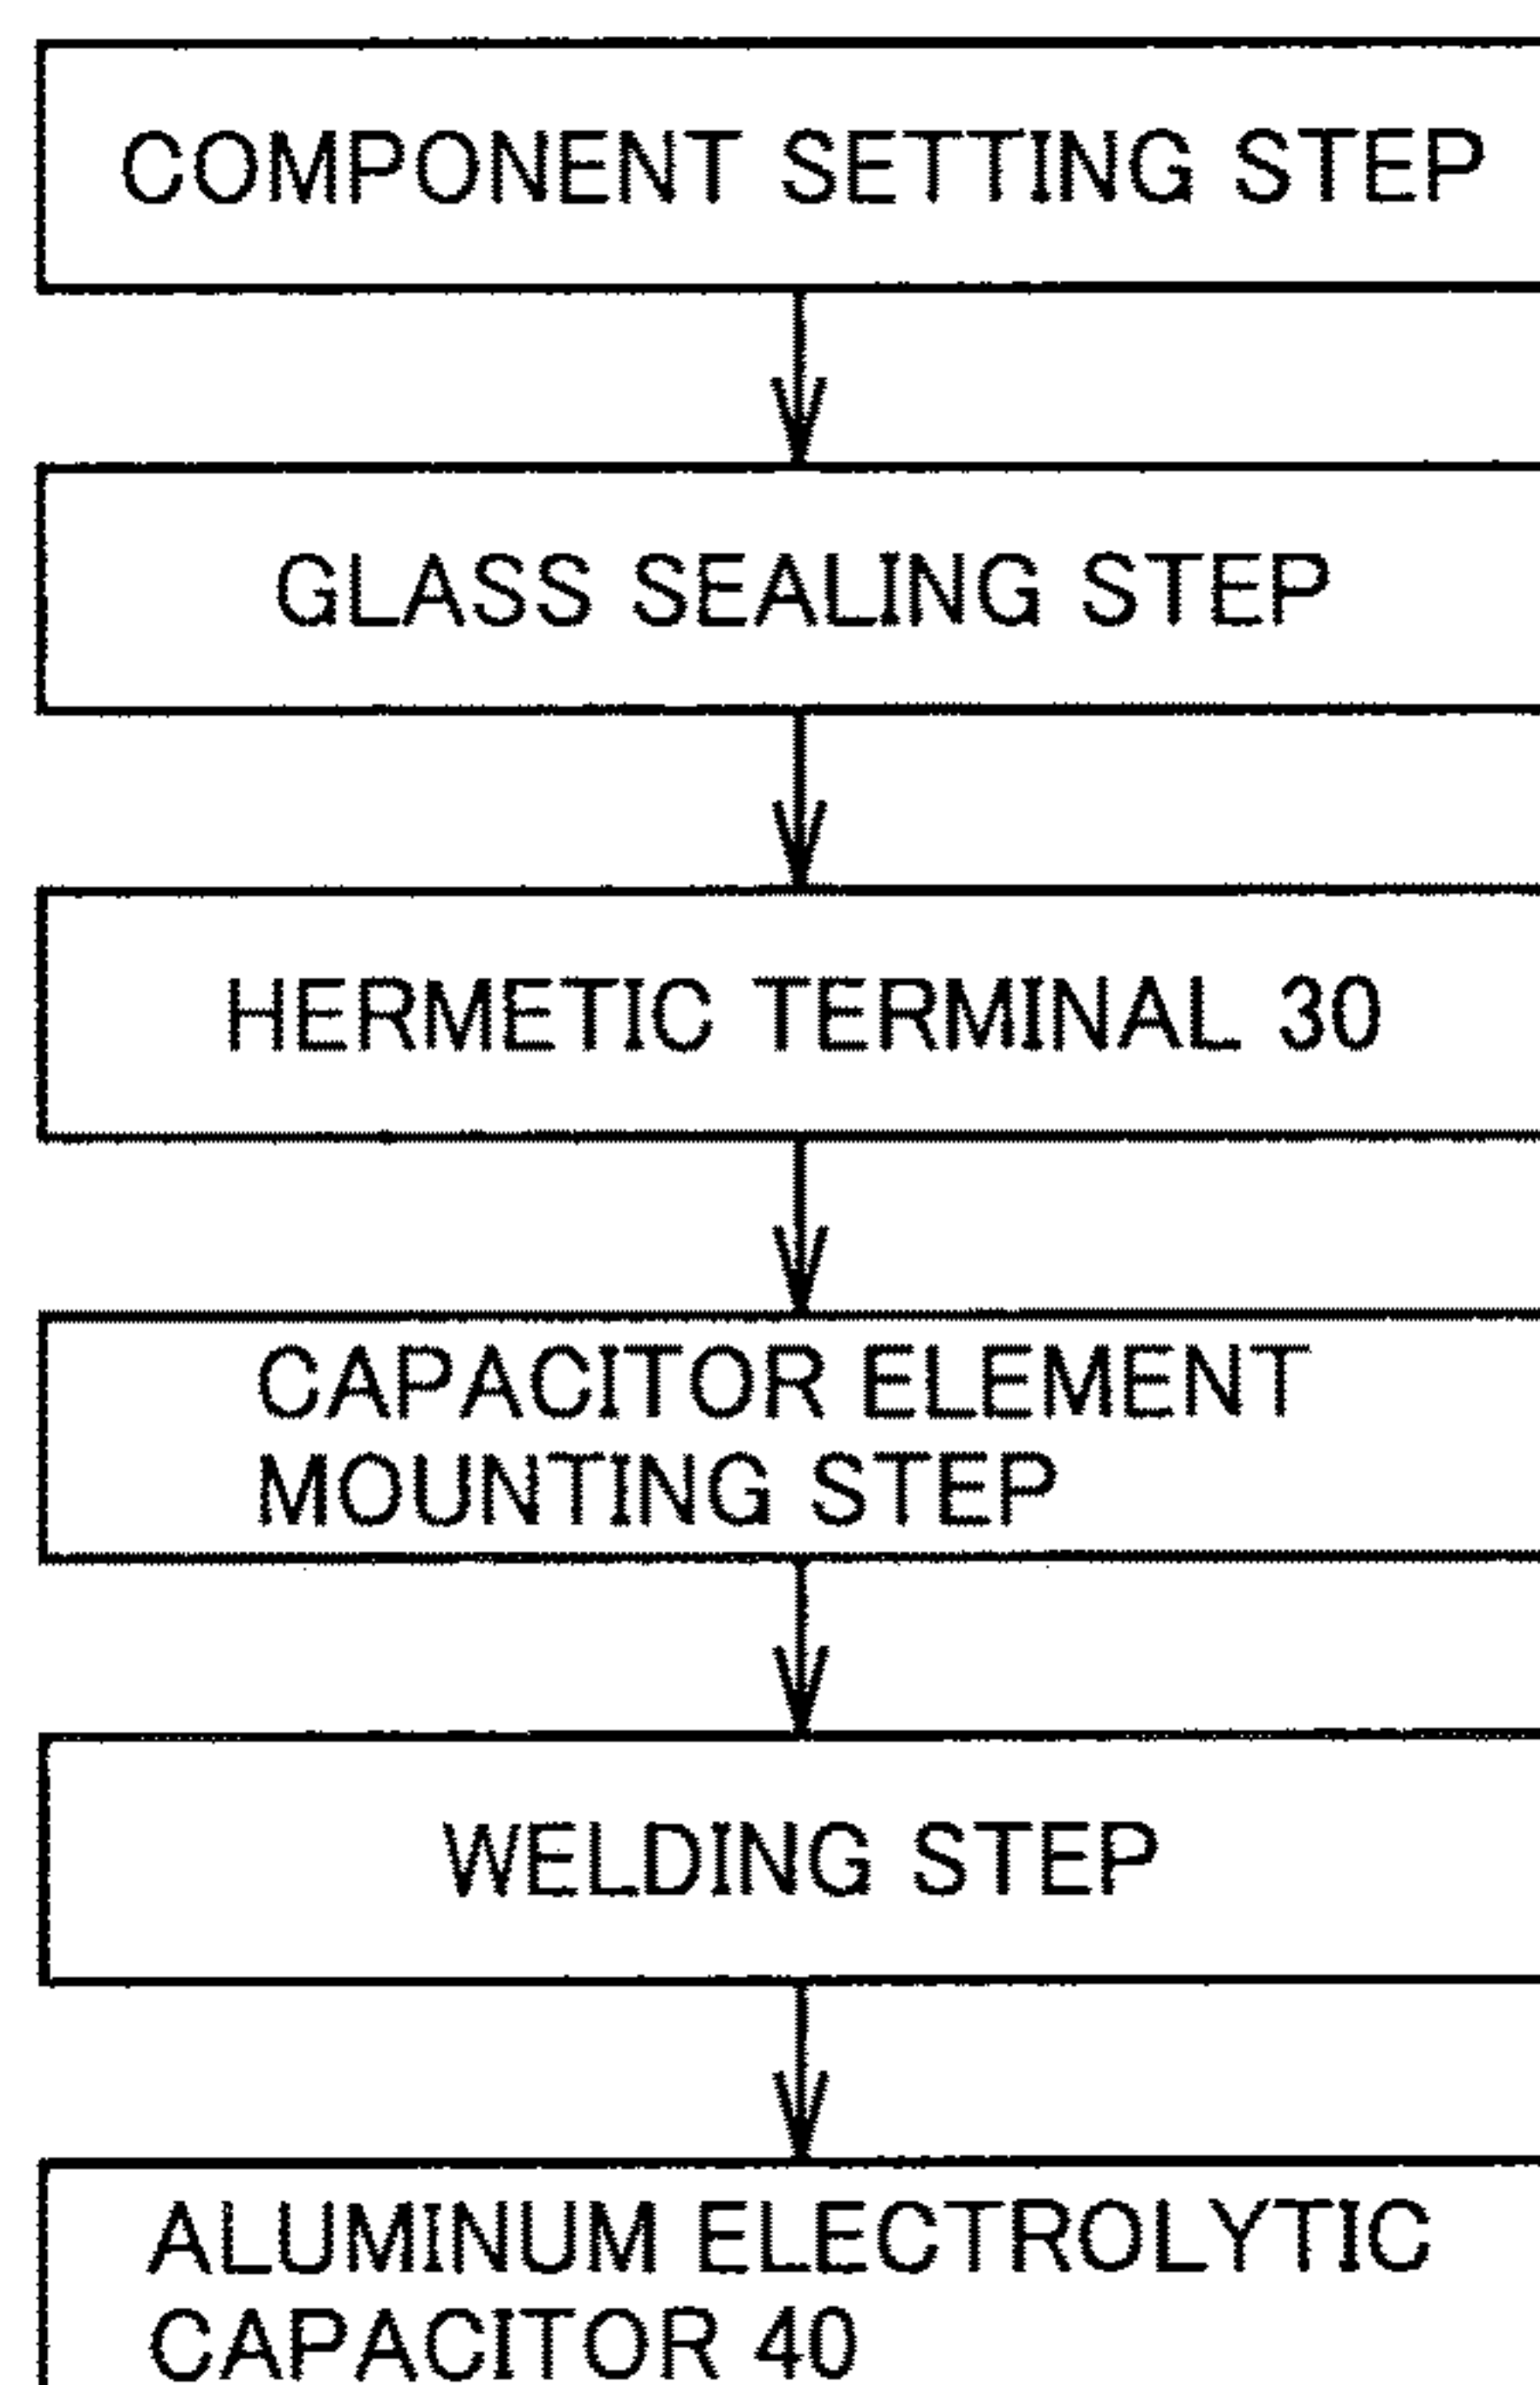 COMPONENT SETTING STEP
GLASS SEALING STEP
HERMETIC TERMINAL 30
CAPACITOR ELEMENT
MOUNTING STEP
WELDING STEP
ALUMINUM ELECTROLYTIC
CAPACITOR 40